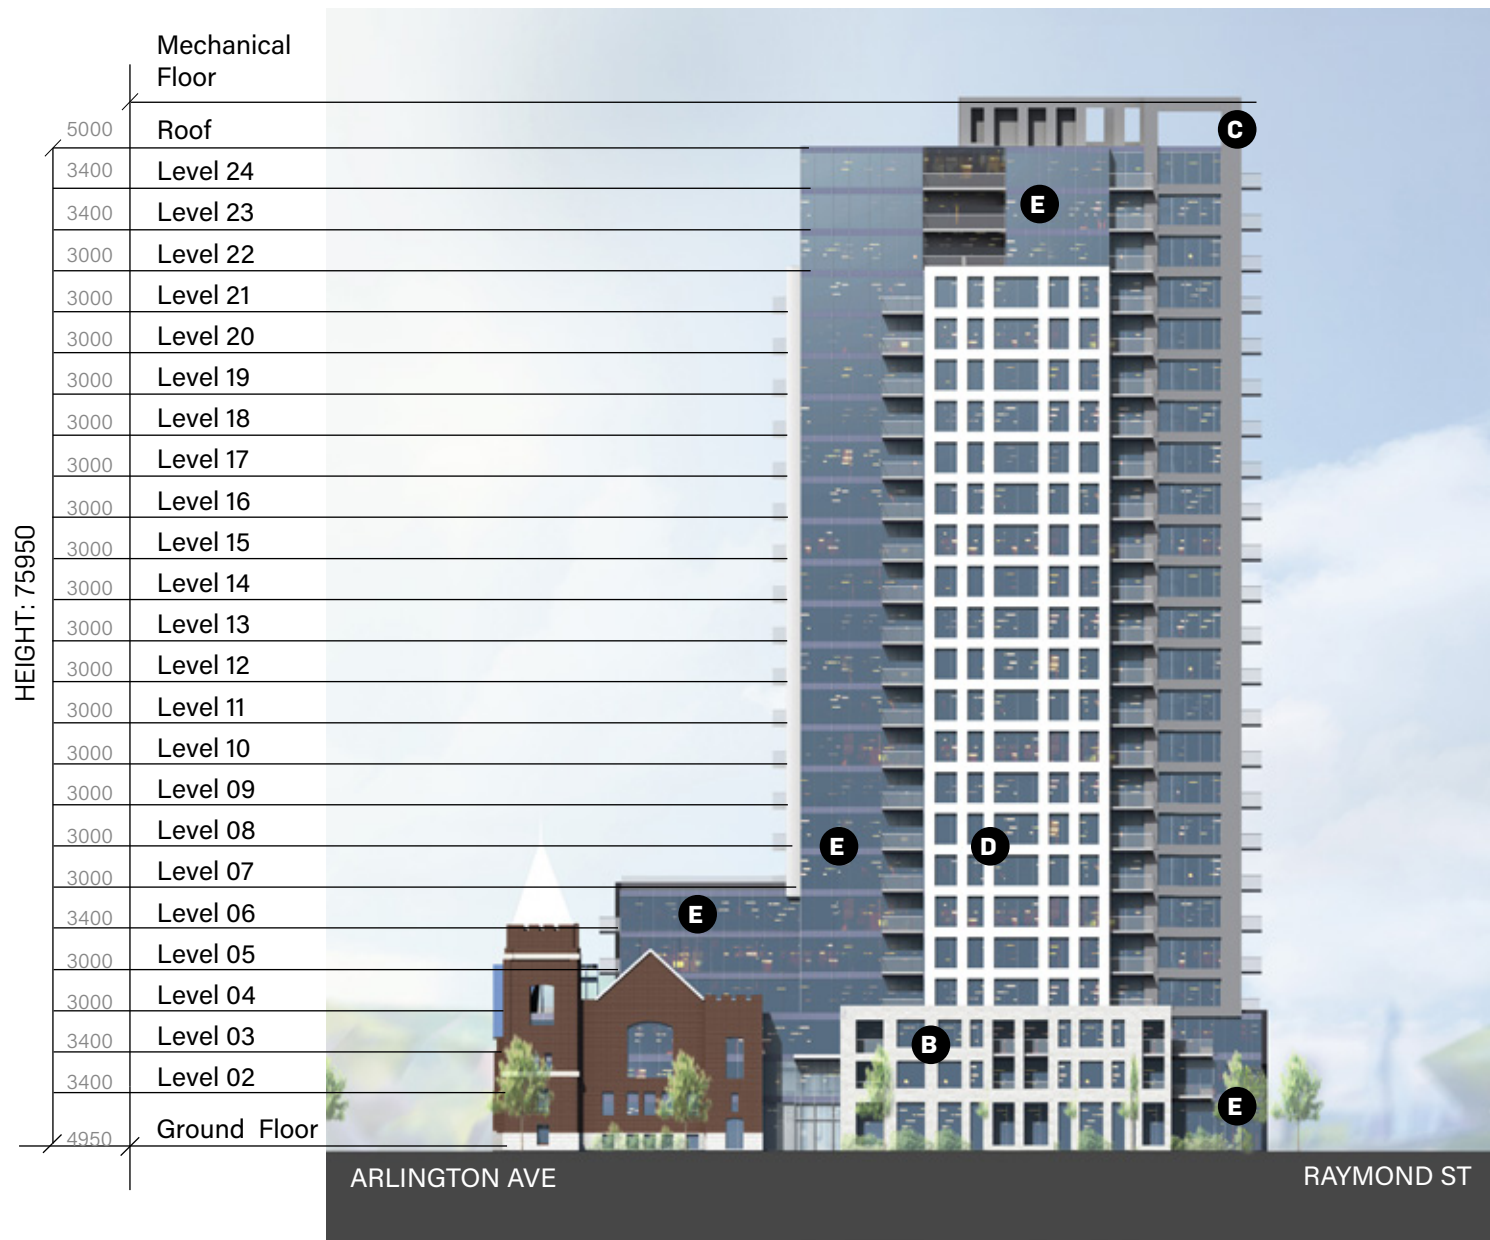 Mechanical
Floor
5000 Roof
3400 Level 24
3400 Level 23
3000 Level 22
3000 Level 21
3000 Level 20
3000 Level 19
3000 Level 18
3000 Level 17
3000 Level 16
3000 Level 15
3000 Level 14
3000 Level 13
3000 Level 12
3000 Level 11
3000 Level 10
3000 Level 09
3000 Level 08
3000 Level 07
3400 Level 06
3000 Level 05
3000 Level 04
3400 Level 03
3400 Level 02
4950 Ground Floor
HEIGHT: 75950
C
E
E
D
E
B
E
ARLINGTON AVE
RAYMOND ST